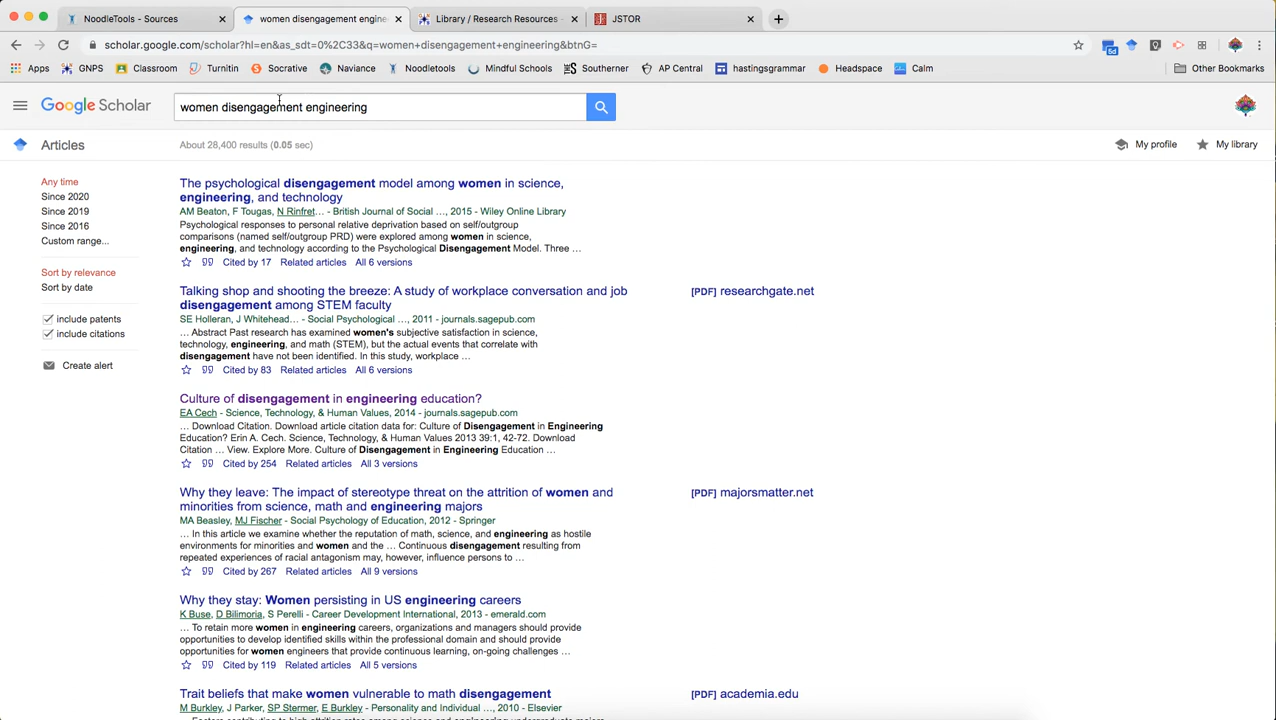 NoodleTools - Sources
women disengagement engine
Library / Research Resources -
JSTOR
scholar.google.com/scholar?hl=en&as_sdt=0%2C33&q=women+disengagement+engineering&btnG=
6d
Apps GNPS Classroom Turnitin Socrative Naviance Noodletools Mindful Schools Southernner AP Central hastingsgrammar Headspace Calm Other Bookmarks
Google Scholar
women disengagement engineering
Articles
About 28,400 results (0.05 sec)
My profile
My library
Any time
Since 2020
Since 2019
Since 2016
Custom range...
Sort by relevance
Sort by date
include patents
include citations
Create alert
The psychological disengagement model among women in science,
engineering, and technology
AM Beaton, F Tougas, N Rinfret… - British Journal of Social …, 2015 - Wiley Online Library
Psychological responses to personal relative deprivation based on self/outgroup
comparisons (named self/outgroup PRD) were explored among women in science,
engineering, and technology according to the Psychological Disengagement Model. Three …
Cited by 17 Related articles All 6 versions
Talking shop and shooting the breeze: A study of workplace conversation and job
disengagement among STEM faculty
[PDF] researchgate.net
SE Holleran, J Whitehead… - Social Psychological …, 2011 - journals.sagepub.com
… Abstract Past research has examined women's subjective satisfaction in science,
technology, engineering, and math (STEM), but the actual events that correlate with
disengagement have not been identified. In this study, workplace …
Cited by 83 Related articles All 6 versions
Culture of disengagement in engineering education?
EA Cech - Science, Technology, & Human Values, 2014 - journals.sagepub.com
… Download Citation. Download article citation data for: Culture of Disengagement in Engineering
Education? Erin A. Cech. Science, Technology, & Human Values 2013 39:1, 42-72. Download
Citation … View. Explore More. Culture of Disengagement in Engineering Education …
Cited by 254 Related articles All 3 versions
Why they leave: The impact of stereotype threat on the attrition of women and
minorities from science, math and engineering majors
[PDF] majorsmatter.net
MA Beasley, MJ Fischer - Social Psychology of Education, 2012 - Springer
… In this article we examine whether the reputation of math, science, and engineering as hostile
environments for minorities and women and the … Continuous disengagement resulting from
repeated experiences of racial antagonism may, however, influence persons to …
Cited by 267 Related articles All 9 versions
Why they stay: Women persisting in US engineering careers
K Buse, D Bilimoria, S Perelli - Career Development International, 2013 - emerald.com
… To retain more women in engineering careers, organizations and managers should provide
opportunities to develop identified skills within the professional domain and should provide
opportunities for women engineers that provide continuous learning, on-going challenges …
Cited by 119 Related articles All 5 versions
Trait beliefs that make women vulnerable to math disengagement
[PDF] academia.edu
M Burkley, J Parker, SP Stermer, E Burkley - Personality and Individual …, 2010 - Elsevier